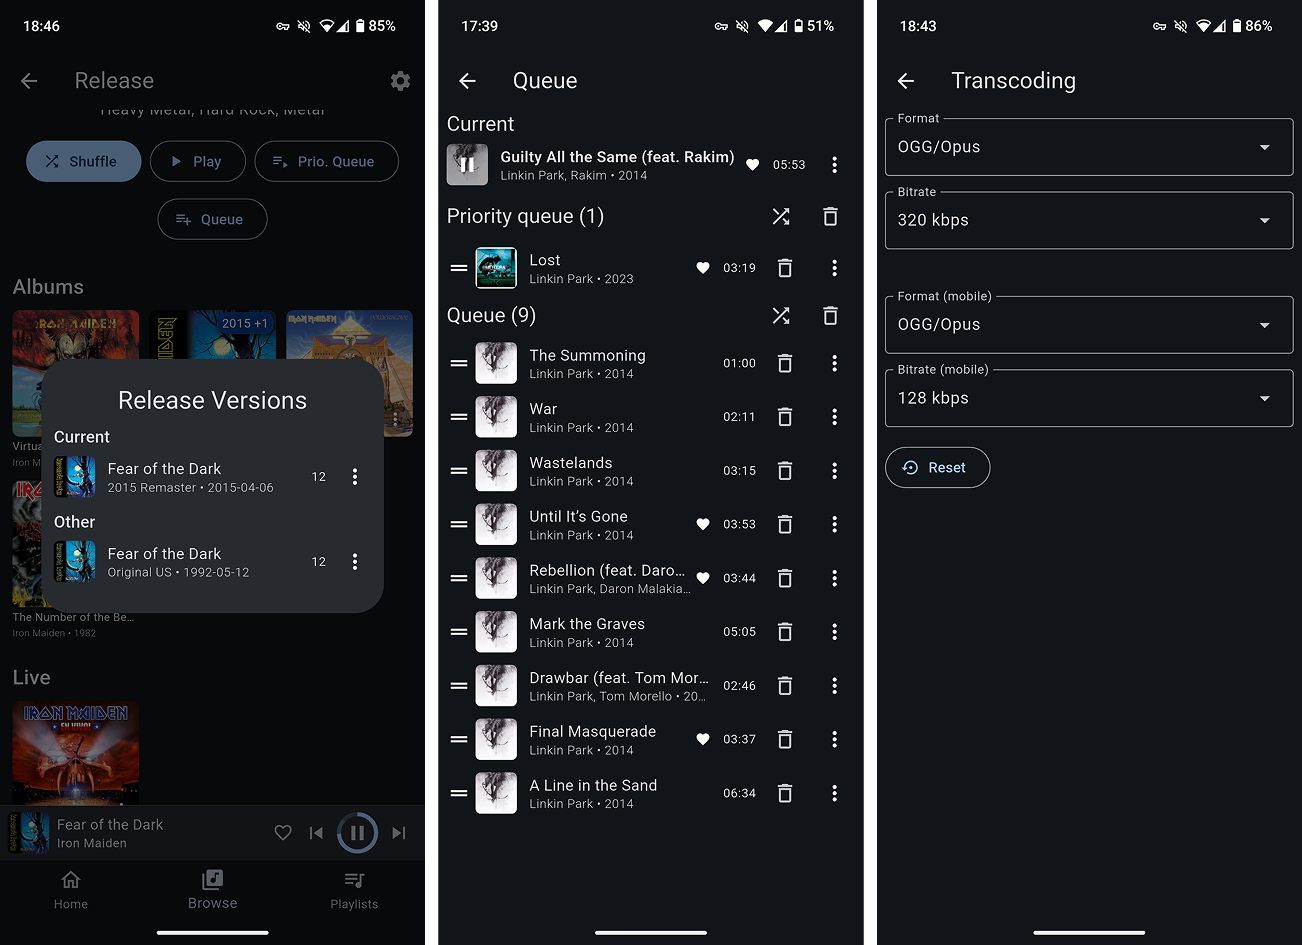 18:46
85%
Release
Heavy Metal, Hard Rock, Metal
Shuffle
Play
Prio. Queue
Queue
Albums
IRON MAIDEN
2015 +1
IRON MAIDEN
Release Versions
Current
Fear of the Dark
2015 Remaster • 2015-04-06
12
Other
Fear of the Dark
Original US • 1992-05-12
12
Virtua
Iron M
The Number of the Be...
Iron Maiden • 1982
Live
IRON MAIDEN
EN VIVO!
Fear of the Dark
Iron Maiden
Home
Browse
Playlists
17:39
51%
Queue
Current
Guilty All the Same (feat. Rakim)
Linkin Park, Rakim • 2014
05:53
Priority queue (1)
Lost
Linkin Park • 2023
03:19
Queue (9)
The Summoning
Linkin Park • 2014
01:00
War
Linkin Park • 2014
02:11
Wastelands
Linkin Park • 2014
03:15
Until It’s Gone
Linkin Park • 2014
03:53
Rebellion (feat. Daro...
Linkin Park, Daron Malakia...
03:44
Mark the Graves
Linkin Park • 2014
05:05
Drawbar (feat. Tom Mor...
Linkin Park, Tom Morello • 20...
02:46
Final Masquerade
Linkin Park • 2014
03:37
A Line in the Sand
Linkin Park • 2014
06:34
18:43
86%
Transcoding
Format
OGG/Opus
Bitrate
320 kbps
Format (mobile)
OGG/Opus
Bitrate (mobile)
128 kbps
Reset